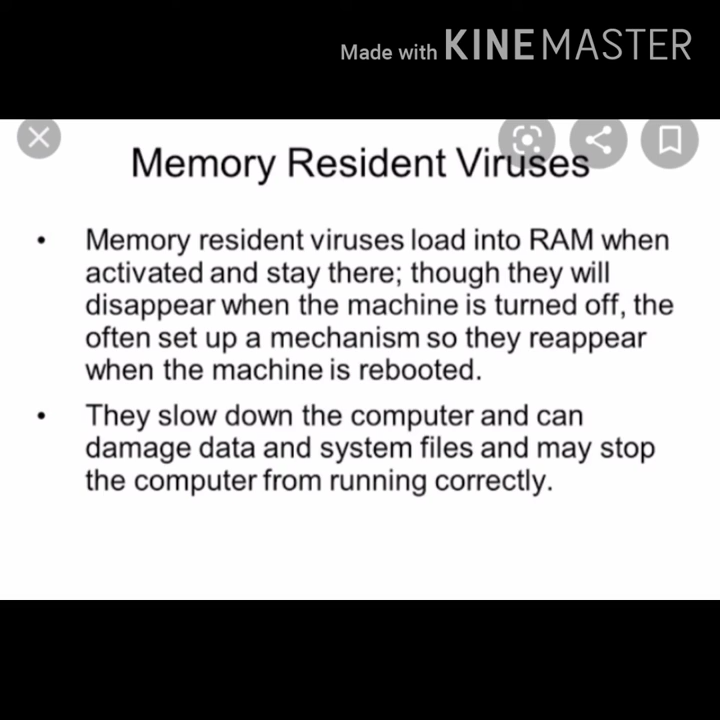 Made with KINEMASTER
Memory Resident Viruses
• Memory resident viruses load into RAM when
activated and stay there; though they will
disappear when the machine is turned off, the
often set up a mechanism so they reappear
when the machine is rebooted.
• They slow down the computer and can
damage data and system files and may stop
the computer from running correctly.